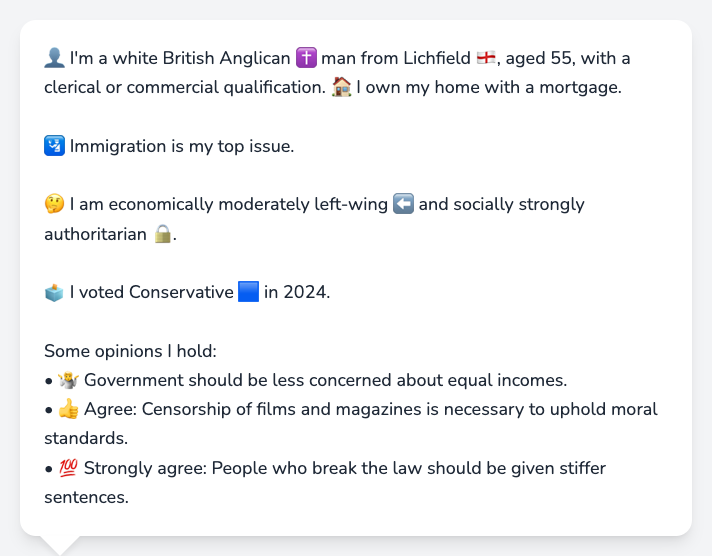 👤 I'm a white British Anglican ✝️ man from Lichfield 🏴󠁧󠁢󠁥󠁮󠁧󠁿, aged 55, with a
clerical or commercial qualification. 🏠 I own my home with a mortgage.
🛂 Immigration is my top issue.
🤔 I am economically moderately left-wing ⬅️ and socially strongly
authoritarian 🔒.
🗳️ I voted Conservative 🟦 in 2024.
Some opinions I hold:
• 🤷 Government should be less concerned about equal incomes.
• 👍 Agree: Censorship of films and magazines is necessary to uphold moral
standards.
• 💯 Strongly agree: People who break the law should be given stiffer
sentences.